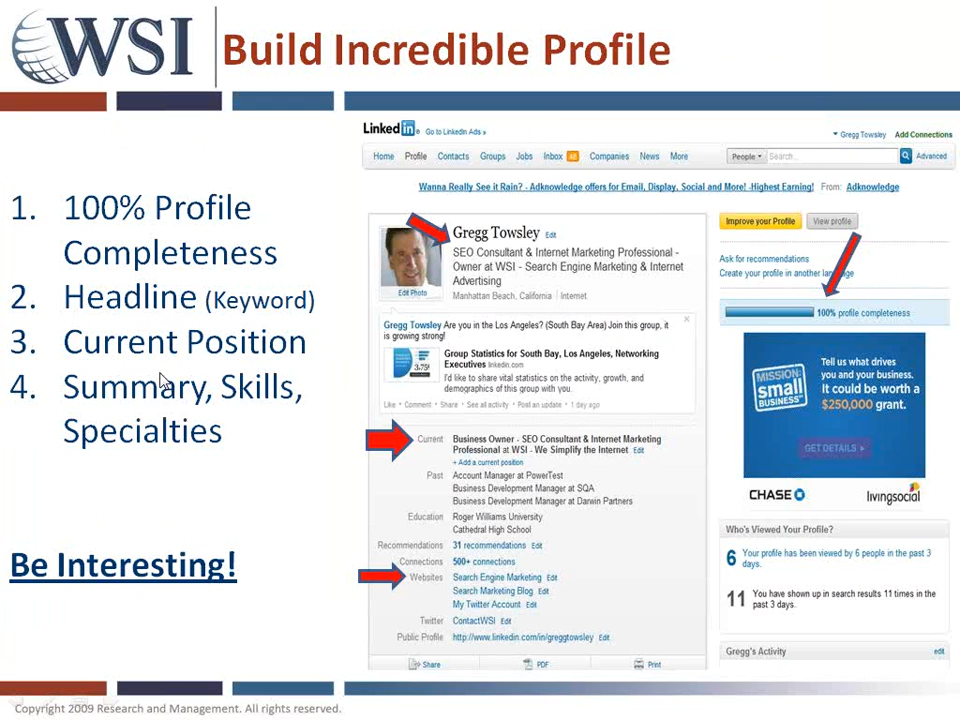 WSI
Build Incredible Profile
1. 100% Profile
Completeness
2. Headline (Keyword)
3. Current Position
4. Summary, Skills,
Specialties
Be Interesting!
Linked in® Go to LinkedIn Ads »
Gregg Towsley Add Connections
Home Profile Contacts Groups Jobs Inbox 48 Companies News More People Search... Advanced
Wanna Really See it Rain? - Adknowledge offers for Email, Display, Social and More! -Highest Earning! From: Adknowledge
Gregg Towsley Edit
SEO Consultant & Internet Marketing Professional -
Owner at WSI - Search Engine Marketing & Internet
Advertising
Manhattan Beach, California | Internet
Edit Photo
Gregg Towsley Are you in the Los Angeles? (South Bay Area) Join this group, it
is growing strong!
3.75!
Group Statistics for South Bay, Los Angeles, Networking
Executives linkedin.com
I'd like to share vital statistics on the activity, growth, and
demographics of this group with you.
Like • Comment • Share • See all activity • Post an update • 1 day ago
Current Business Owner - SEO Consultant & Internet Marketing
Professional at WSI - We Simplify the Internet Edit
+ Add a current position
Past Account Manager at PowerTest
Business Development Manager at SQA
Business Development Manager at Darwin Partners
Education Roger Williams University
Cathedral High School
Recommendations 31 recommendations Edit
Connections 500+ connections
Websites Search Engine Marketing Edit
Search Marketing Blog Edit
My Twitter Account Edit
Twitter ContactWSI Edit
Public Profile http://www.linkedin.com/in/greggtowsley Edit
Share PDF Print
Improve your Profile View profile
Ask for recommendations
Create your profile in another language
100% profile completeness
MISSION:
small
BUSINESS
Tell us what drives
you and your business.
It could be worth a
$250,000 grant.
GET DETAILS
CHASE livingsocial
Who's Viewed Your Profile?
6 Your profile has been viewed by 6 people in the past 3
days.
11 You have shown up in search results 11 times in the
past 3 days.
Gregg's Activity edit
Copyright 2009 Research and Management. All rights reserved.